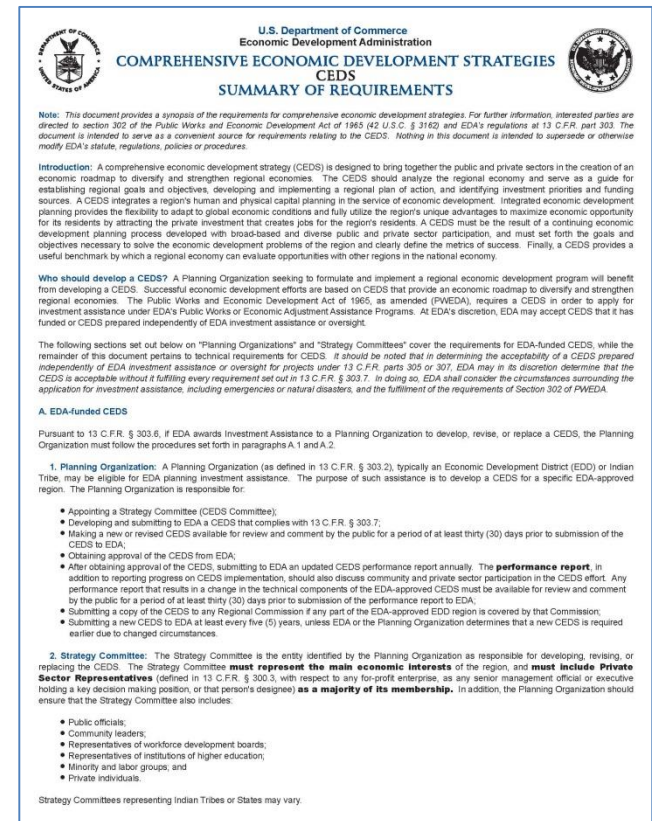 U.S. Department of Commerce
Economic Development Administration
COMPREHENSIVE ECONOMIC DEVELOPMENT STRATEGIES
CEDS
SUMMARY OF REQUIREMENTS
DEPARTMENT OF COMMERCE
UNITED STATES OF AMERICA
Note: This document provides a synopsis of the requirements for comprehensive economic development strategies. For further information, interested parties are
directed to section 302 of the Public Works and Economic Development Act of 1965 (42 U.S.C. § 3162) and EDA's regulations at 13 C.F.R. part 303. The
document is intended to serve as a convenient source for requirements relating to the CEDS. Nothing in this document is intended to supersede or otherwise
modify EDA's statute, regulations, policies or procedures.
Introduction: A comprehensive economic development strategy (CEDS) is designed to bring together the public and private sectors in the creation of an
economic roadmap to diversify and strengthen regional economies. The CEDS should analyze the regional economy and serve as a guide for
establishing regional goals and objectives, developing and implementing a regional plan of action, and identifying investment priorities and funding
sources. A CEDS integrates a region's human and physical capital planning in the service of economic development. Integrated economic development
planning provides the flexibility to adapt to global economic conditions and fully utilize the region's unique advantages to maximize economic opportunity
for its residents by attracting the private investment that creates jobs for the region's residents. A CEDS must be the result of a continuing economic
development planning process developed with broad-based and diverse public and private sector participation, and must set forth the goals and
objectives necessary to solve the economic development problems of the region and clearly define the metrics of success. Finally, a CEDS provides a
useful benchmark by which a regional economy can evaluate opportunities with other regions in the national economy.
Who should develop a CEDS? A Planning Organization seeking to formulate and implement a regional economic development program will benefit
from developing a CEDS. Successful economic development efforts are based on CEDS that provide an economic roadmap to diversify and strengthen
regional economies. The Public Works and Economic Development Act of 1965, as amended (PWEDA), requires a CEDS in order to apply for
investment assistance under EDA's Public Works or Economic Adjustment Assistance Programs. At EDA's discretion, EDA may accept CEDS that it has
funded or CEDS prepared independently of EDA investment assistance or oversight.
The following sections set out below on "Planning Organizations" and "Strategy Committees" cover the requirements for EDA-funded CEDS, while the
remainder of this document pertains to technical requirements for CEDS. It should be noted that in determining the acceptability of a CEDS prepared
independently of EDA investment assistance or oversight for projects under 13 C.F.R. parts 305 or 307, EDA may in its discretion determine that the
CEDS is acceptable without it fulfilling every requirement set out in 13 C.F.R. § 303.7. In doing so, EDA shall consider the circumstances surrounding the
application for investment assistance, including emergencies or natural disasters, and the fulfillment of the requirements of Section 302 of PWEDA.
A. EDA-funded CEDS
Pursuant to 13 C.F.R. § 303.6, if EDA awards Investment Assistance to a Planning Organization to develop, revise, or replace a CEDS, the Planning
Organization must follow the procedures set forth in paragraphs A.1 and A.2.
1. Planning Organization: A Planning Organization (as defined in 13 C.F.R. § 303.2), typically an Economic Development District (EDD) or Indian
Tribe, may be eligible for EDA planning investment assistance. The purpose of such assistance is to develop a CEDS for a specific EDA-approved
region. The Planning Organization is responsible for:
● Appointing a Strategy Committee (CEDS Committee);
● Developing and submitting to EDA a CEDS that complies with 13 C.F.R. § 303.7;
● Making a new or revised CEDS available for review and comment by the public for a period of at least thirty (30) days prior to submission of the
CEDS to EDA;
● Obtaining approval of the CEDS from EDA;
● After obtaining approval of the CEDS, submitting to EDA an updated CEDS performance report annually. The performance report, in
addition to reporting progress on CEDS implementation, should also discuss community and private sector participation in the CEDS effort. Any
performance report that results in a change in the technical components of the EDA-approved CEDS must be available for review and comment
by the public for a period of at least thirty (30) days prior to submission of the performance report to EDA;
● Submitting a copy of the CEDS to any Regional Commission if any part of the EDA-approved EDD region is covered by that Commission;
● Submitting a new CEDS to EDA at least every five (5) years, unless EDA or the Planning Organization determines that a new CEDS is required
earlier due to changed circumstances.
2. Strategy Committee: The Strategy Committee is the entity identified by the Planning Organization as responsible for developing, revising, or
replacing the CEDS. The Strategy Committee must represent the main economic interests of the region, and must include Private
Sector Representatives (defined in 13 C.F.R. § 300.3, with respect to any for-profit enterprise, as any senior management official or executive
holding a key decision making position, or that person's designee) as a majority of its membership. In addition, the Planning Organization should
ensure that the Strategy Committee also includes:
● Public officials;
● Community leaders;
● Representatives of workforce development boards;
● Representatives of institutions of higher education;
● Minority and labor groups; and
● Private individuals.
Strategy Committees representing Indian Tribes or States may vary.